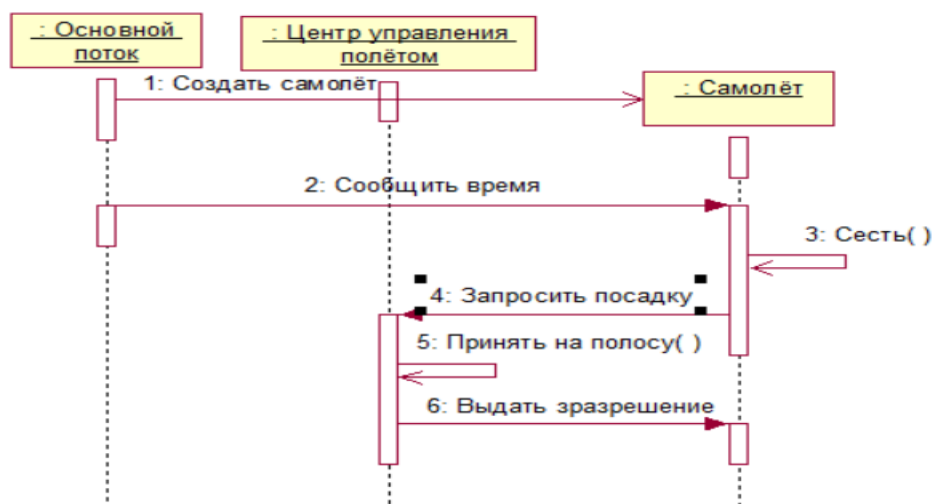 : Основной
поток
: Центр управления
полётом
: Самолёт
1: Создать самолёт
2: Сообщить время
3: Сесть( )
4: Запросить посадку
5: Принять на полосу( )
6: Выдать зразрешение